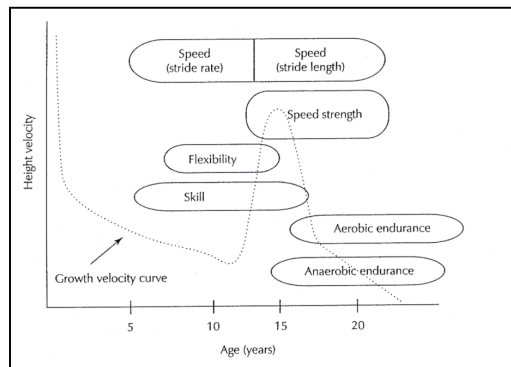 Speed
(stride rate)
Speed
(stride length)
Speed strength
Flexibility
Skill
Aerobic endurance
Anaerobic endurance
Growth velocity curve
Height velocity
5 10 15 20
Age (years)